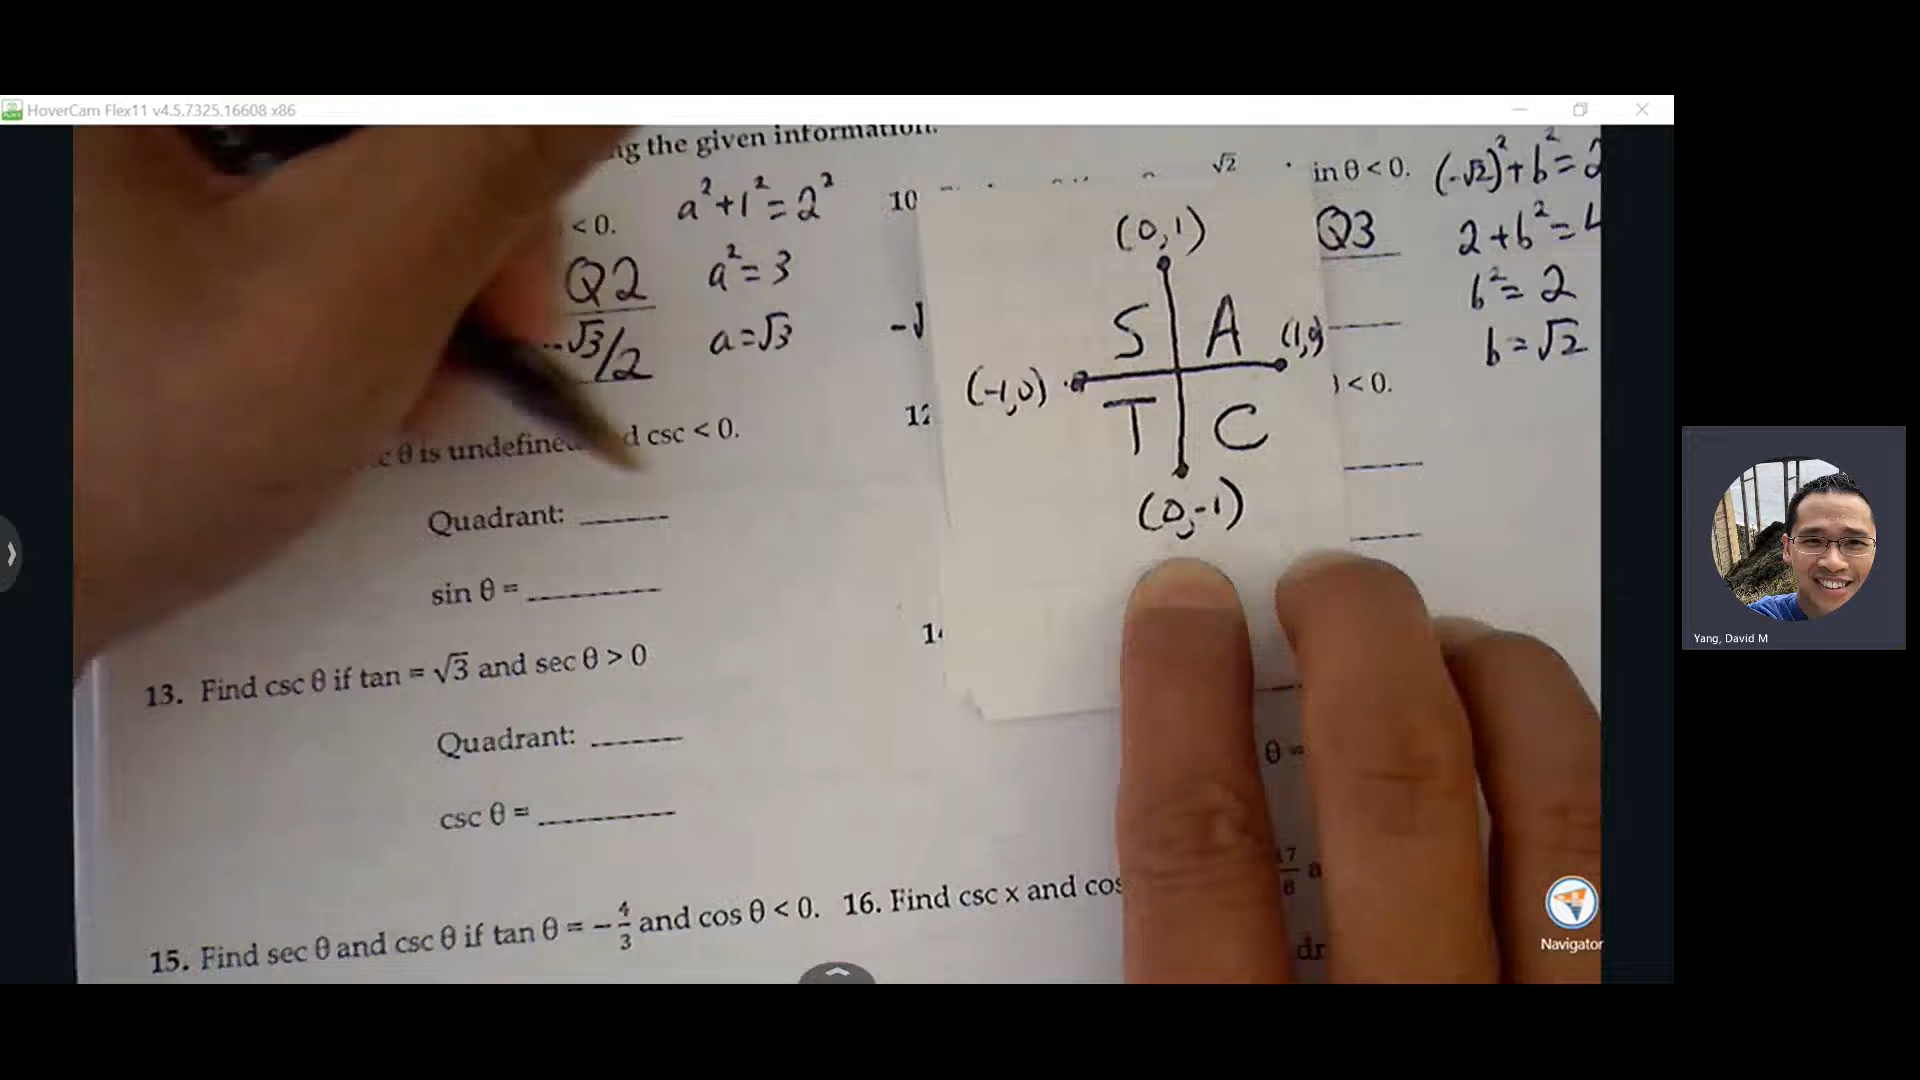 HoverCam Flex11 v4.5.7325.16608 x86
the given information.
< 0.
a² + 1² = 2²
Q2
a² = 3
-√3/2
a = √3
10
√2
in θ < 0.
(-√2)² + b² = 2
Q3
2 + b² = 4
b² = 2
b = √2
(0,1)
S
A
(-1,0)
T
C
(0,-1)
< 0.
θ is undefined csc < 0.
12
Quadrant:
sin θ =
13. Find csc θ if tan = √3 and sec θ > 0
Quadrant:
csc θ =
θ =
15. Find sec θ and csc θ if tan θ = -4/3 and cos θ < 0.
16. Find csc x and cos
Navigator
Yang, David M